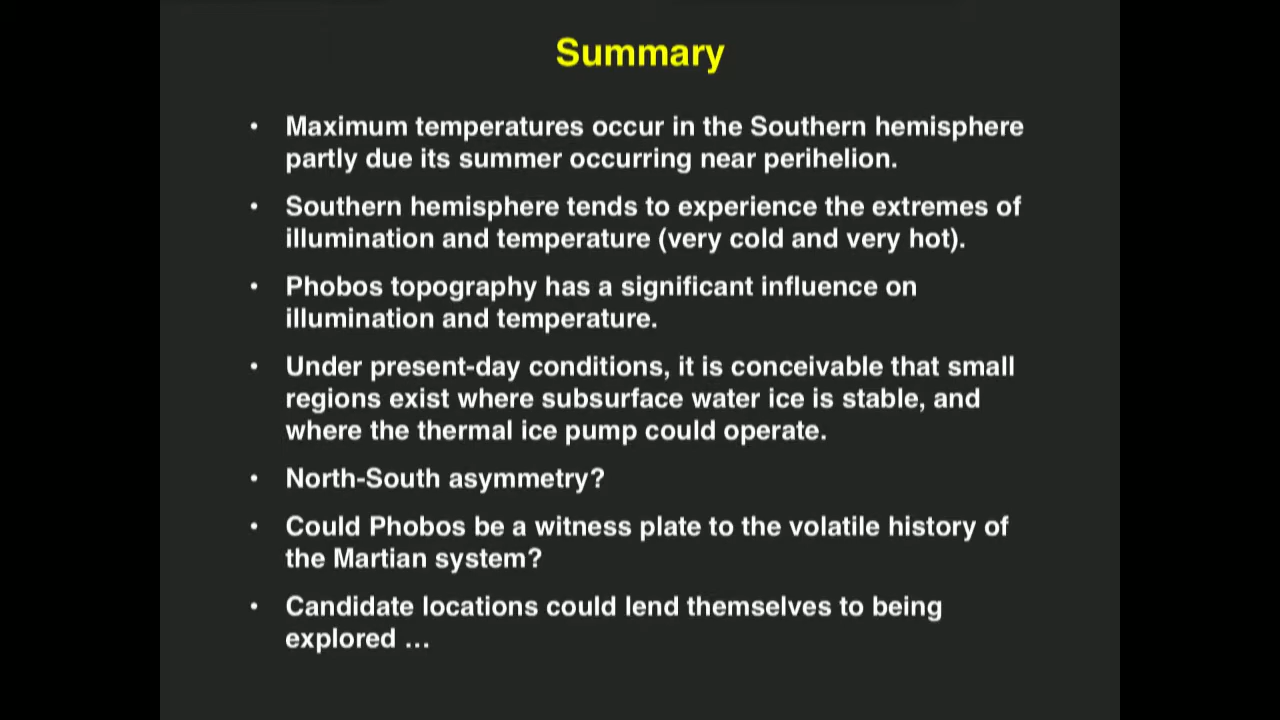 Summary
• Maximum temperatures occur in the Southern hemisphere
partly due its summer occurring near perihelion.
• Southern hemisphere tends to experience the extremes of
illumination and temperature (very cold and very hot).
• Phobos topography has a significant influence on
illumination and temperature.
• Under present-day conditions, it is conceivable that small
regions exist where subsurface water ice is stable, and
where the thermal ice pump could operate.
• North-South asymmetry?
• Could Phobos be a witness plate to the volatile history of
the Martian system?
• Candidate locations could lend themselves to being
explored …